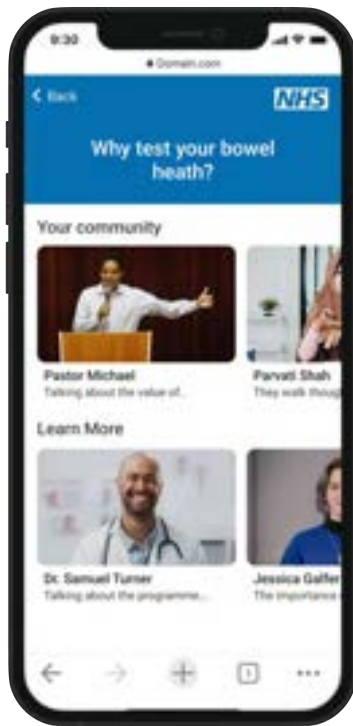 9:30
Domain.com
Back
NHS
Why test your bowel
heath?
Your community
Pastor Michael
Talking about the value of...
Parvati Shah
They walk thoug
Learn More
Dr. Samuel Turner
Talking about the programme...
Jessica Galfer
The importance
1